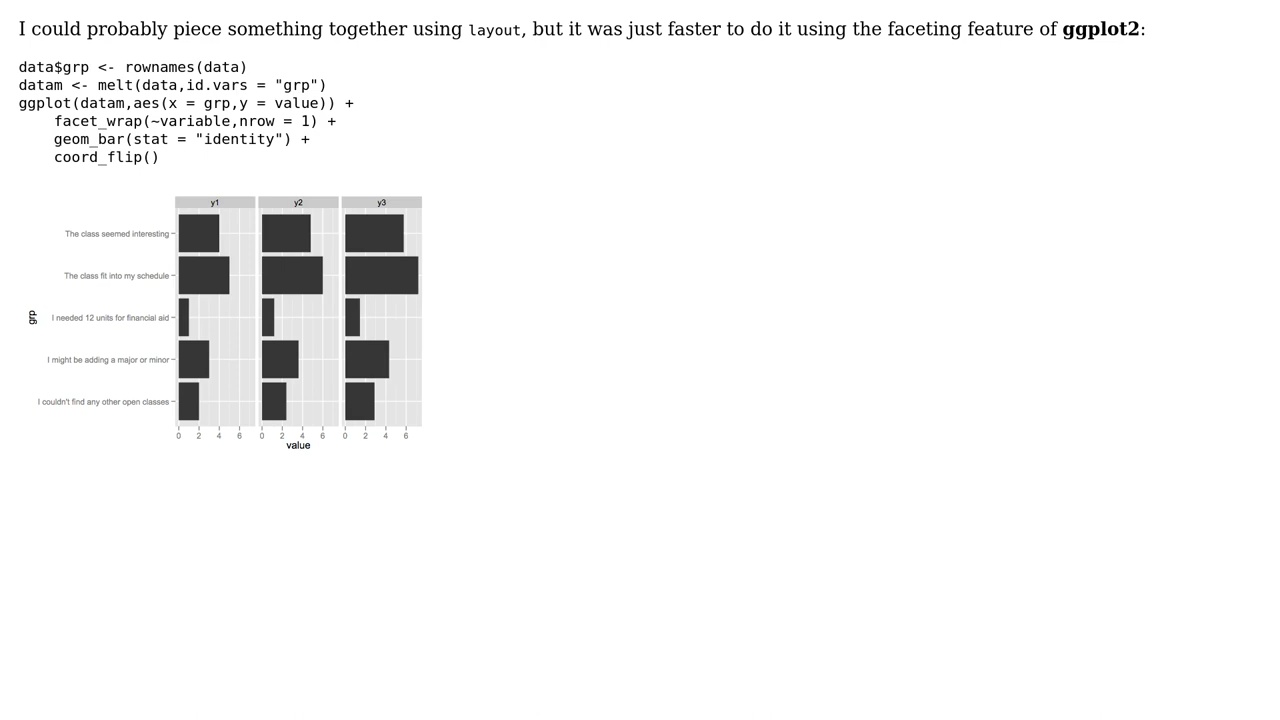 I could probably piece something together using layout, but it was just faster to do it using the faceting feature of ggplot2:
data$grp <- rownames(data)
datam <- melt(data,id.vars = "grp")
ggplot(datam,aes(x = grp,y = value)) +
    facet_wrap(~variable,nrow = 1) +
    geom_bar(stat = "identity") +
    coord_flip()
y1 y2 y3
The class seemed interesting
The class fit into my schedule
grp
I needed 12 units for financial aid
I might be adding a major or minor
I couldn't find any other open classes
0 2 4 6 0 2 4 6 0 2 4 6
value